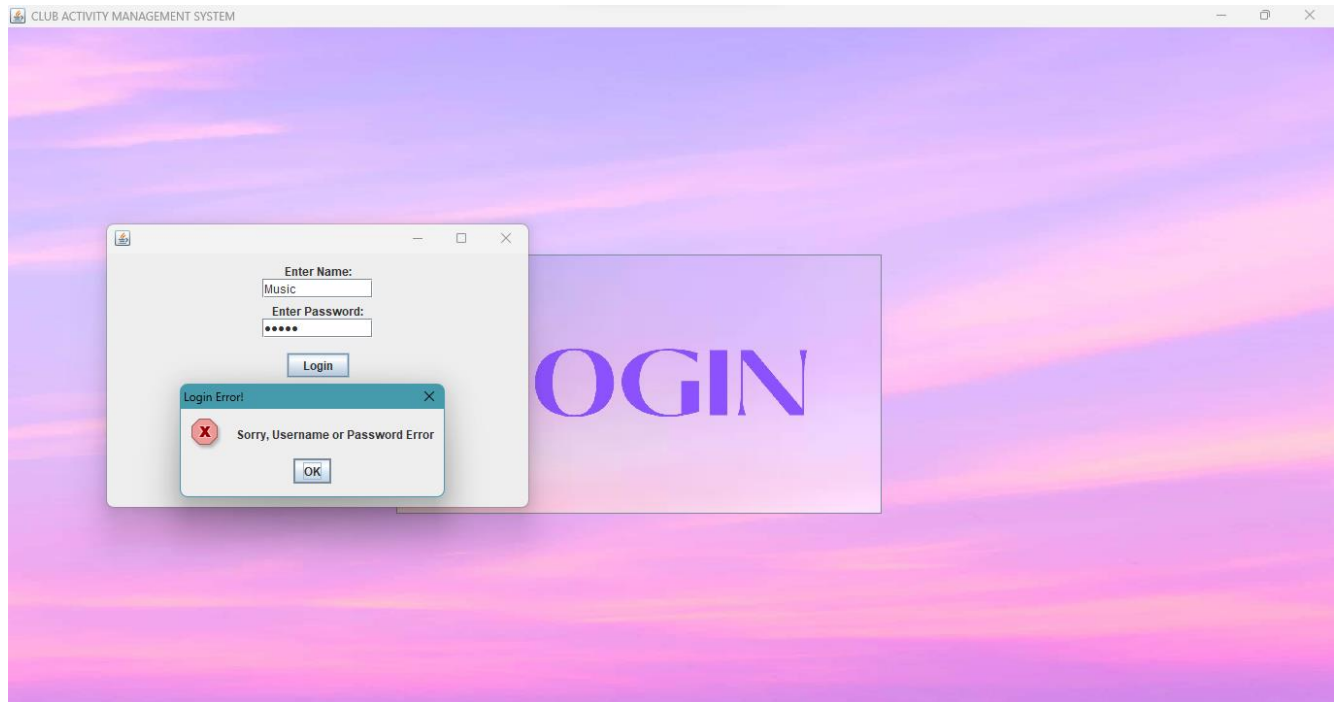 CLUB ACTIVITY MANAGEMENT SYSTEM
Enter Name:
Music
Enter Password:
•••••
Login
Login Error!
X
Sorry, Username or Password Error
OK
OGIN